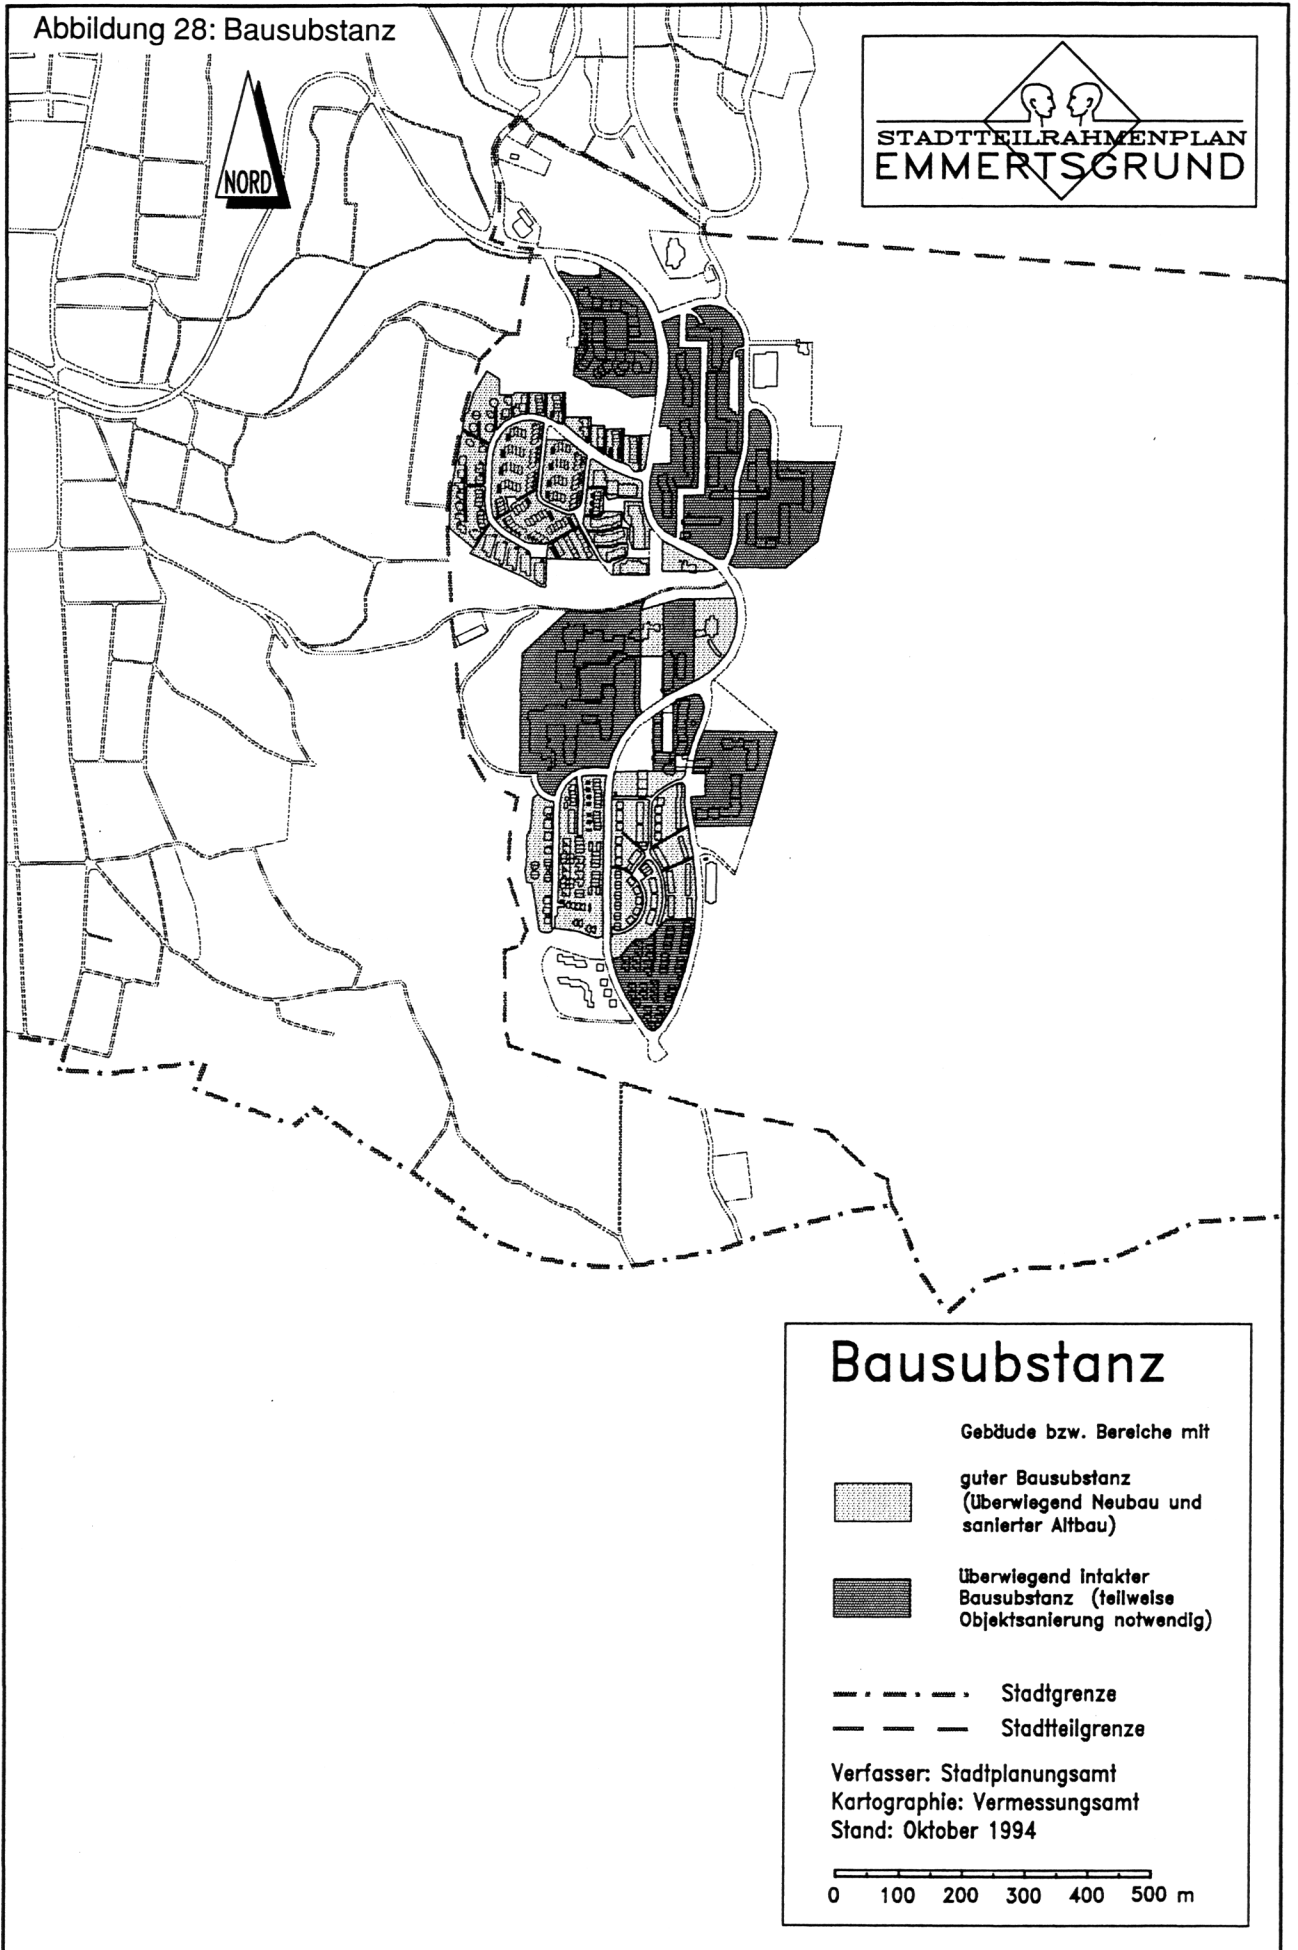 Abbildung 28: Bausubstanz
NORD
STADTTEILRAHMENPLAN
EMMERTSGRUND
Bausubstanz
Gebäude bzw. Bereiche mit
guter Bausubstanz
(überwiegend Neubau und
sanierter Altbau)
überwiegend intakter
Bausubstanz (teilweise
Objektsanierung notwendig)
Stadtgrenze
Stadtteilgrenze
Verfasser: Stadtplanungsamt
Kartographie: Vermessungsamt
Stand: Oktober 1994
0 100 200 300 400 500 m